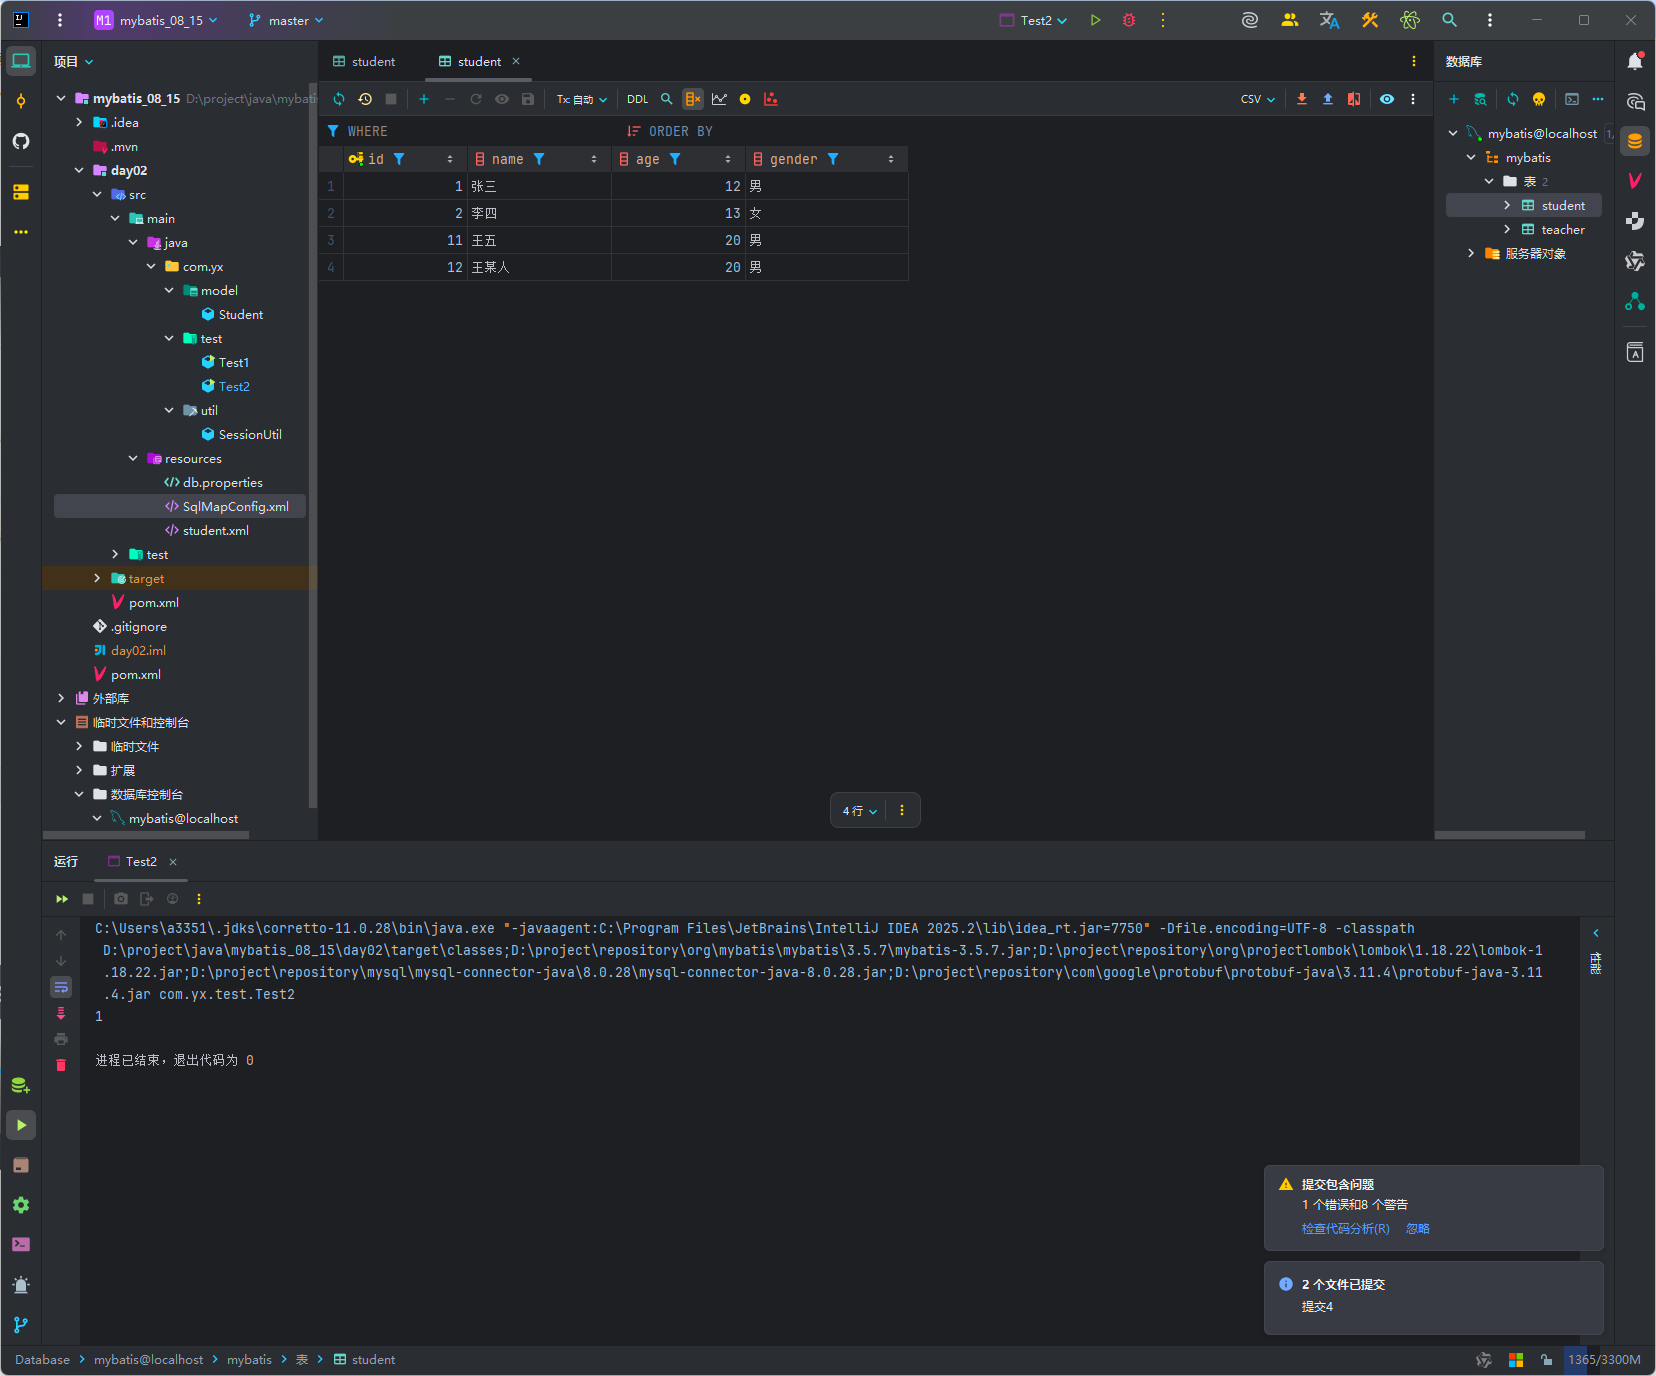 M1 mybatis_08_15 master Test2
项目
mybatis_08_15 D:\project\java\mybatis
.idea
.mvn
day02
src
main
java
com.yx
model
Student
test
Test1
Test2
util
SessionUtil
resources
db.properties
SqlMapConfig.xml
student.xml
test
target
pom.xml
.gitignore
day02.iml
pom.xml
外部库
临时文件和控制台
临时文件
扩展
数据库控制台
mybatis@localhost
student student
Tx: 自动 DDL CSV
WHERE ORDER BY
id name age gender
1 1 张三 12 男
2 2 李四 13 女
3 11 王五 20 男
4 12 王某人 20 男
4 行
数据库
mybatis@localhost
mybatis
表 2
student
teacher
服务器对象
运行 Test2
C:\Users\a3351\.jdks\corretto-11.0.28\bin\java.exe "-javaagent:C:\Program Files\JetBrains\IntelliJ IDEA 2025.2\lib\idea_rt.jar=7750" -Dfile.encoding=UTF-8 -classpath
D:\project\java\mybatis_08_15\day02\target\classes;D:\project\repository\org\mybatis\mybatis\3.5.7\mybatis-3.5.7.jar;D:\project\repository\org\projectlombok\lombok\1.18.22\lombok-1
.18.22.jar;D:\project\repository\mysql\mysql-connector-java\8.0.28\mysql-connector-java-8.0.28.jar;D:\project\repository\com\google\protobuf\protobuf-java\3.11.4\protobuf-java-3.11
.4.jar com.yx.test.Test2
1
进程已结束，退出代码为 0
性能
提交包含问题
1 个错误和8 个警告
检查代码分析(R) 忽略
2 个文件已提交
提交4
Database mybatis@localhost mybatis 表 student
1365/3300M